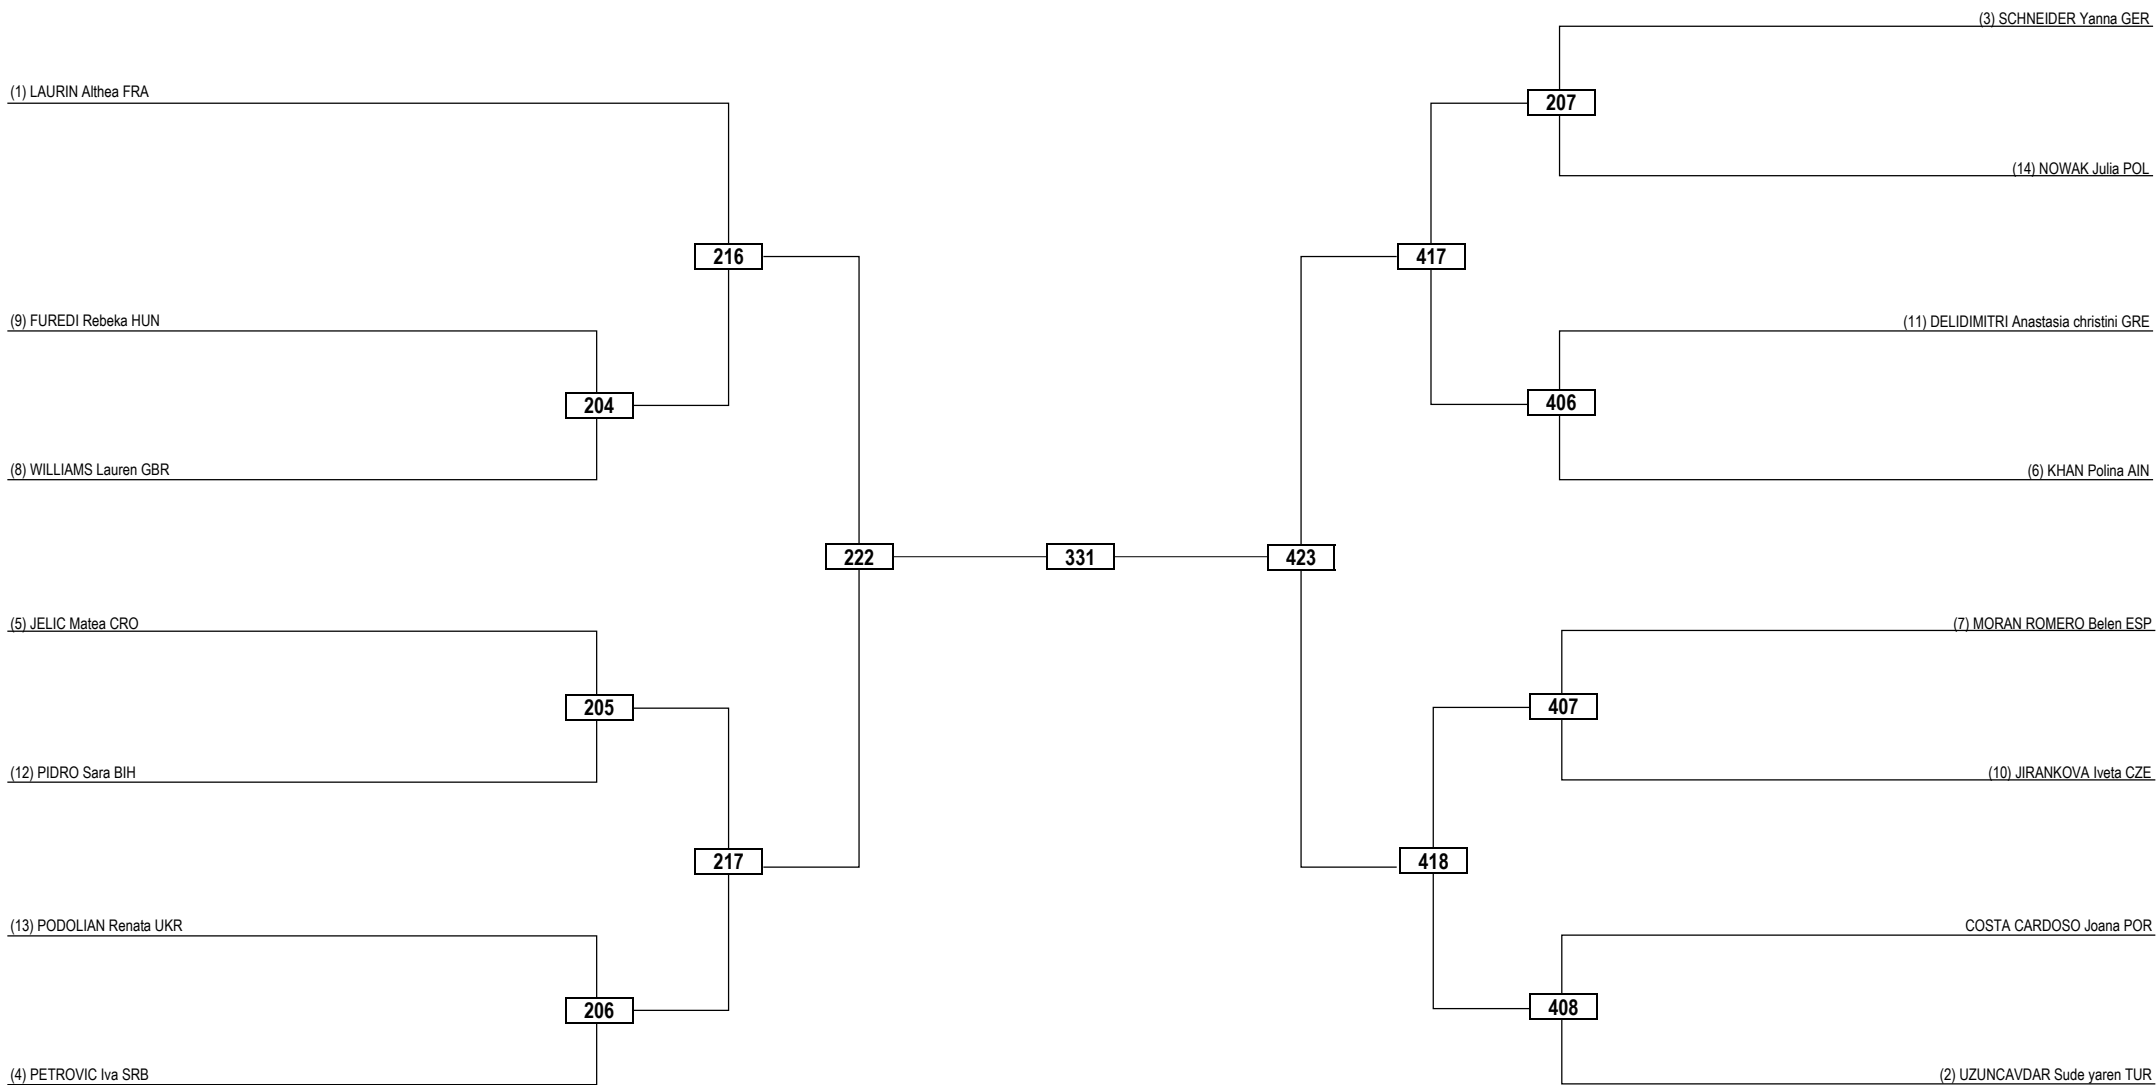 (3) SCHNEIDER Yanna GER
(1) LAURIN Althea FRA
207
(14) NOWAK Julia POL
216
417
(9) FUREDI Rebeka HUN
(11) DELIDIMITRI Anastasia christini GRE
204
406
(8) WILLIAMS Lauren GBR
(6) KHAN Polina AIN
222
331
423
(5) JELIC Matea CRO
(7) MORAN ROMERO Belen ESP
205
407
(12) PIDRO Sara BIH
(10) JIRANKOVA Iveta CZE
217
418
(13) PODOLIAN Renata UKR
COSTA CARDOSO Joana POR
206
408
(4) PETROVIC Iva SRB
(2) UZUNCAVDAR Sude yaren TUR